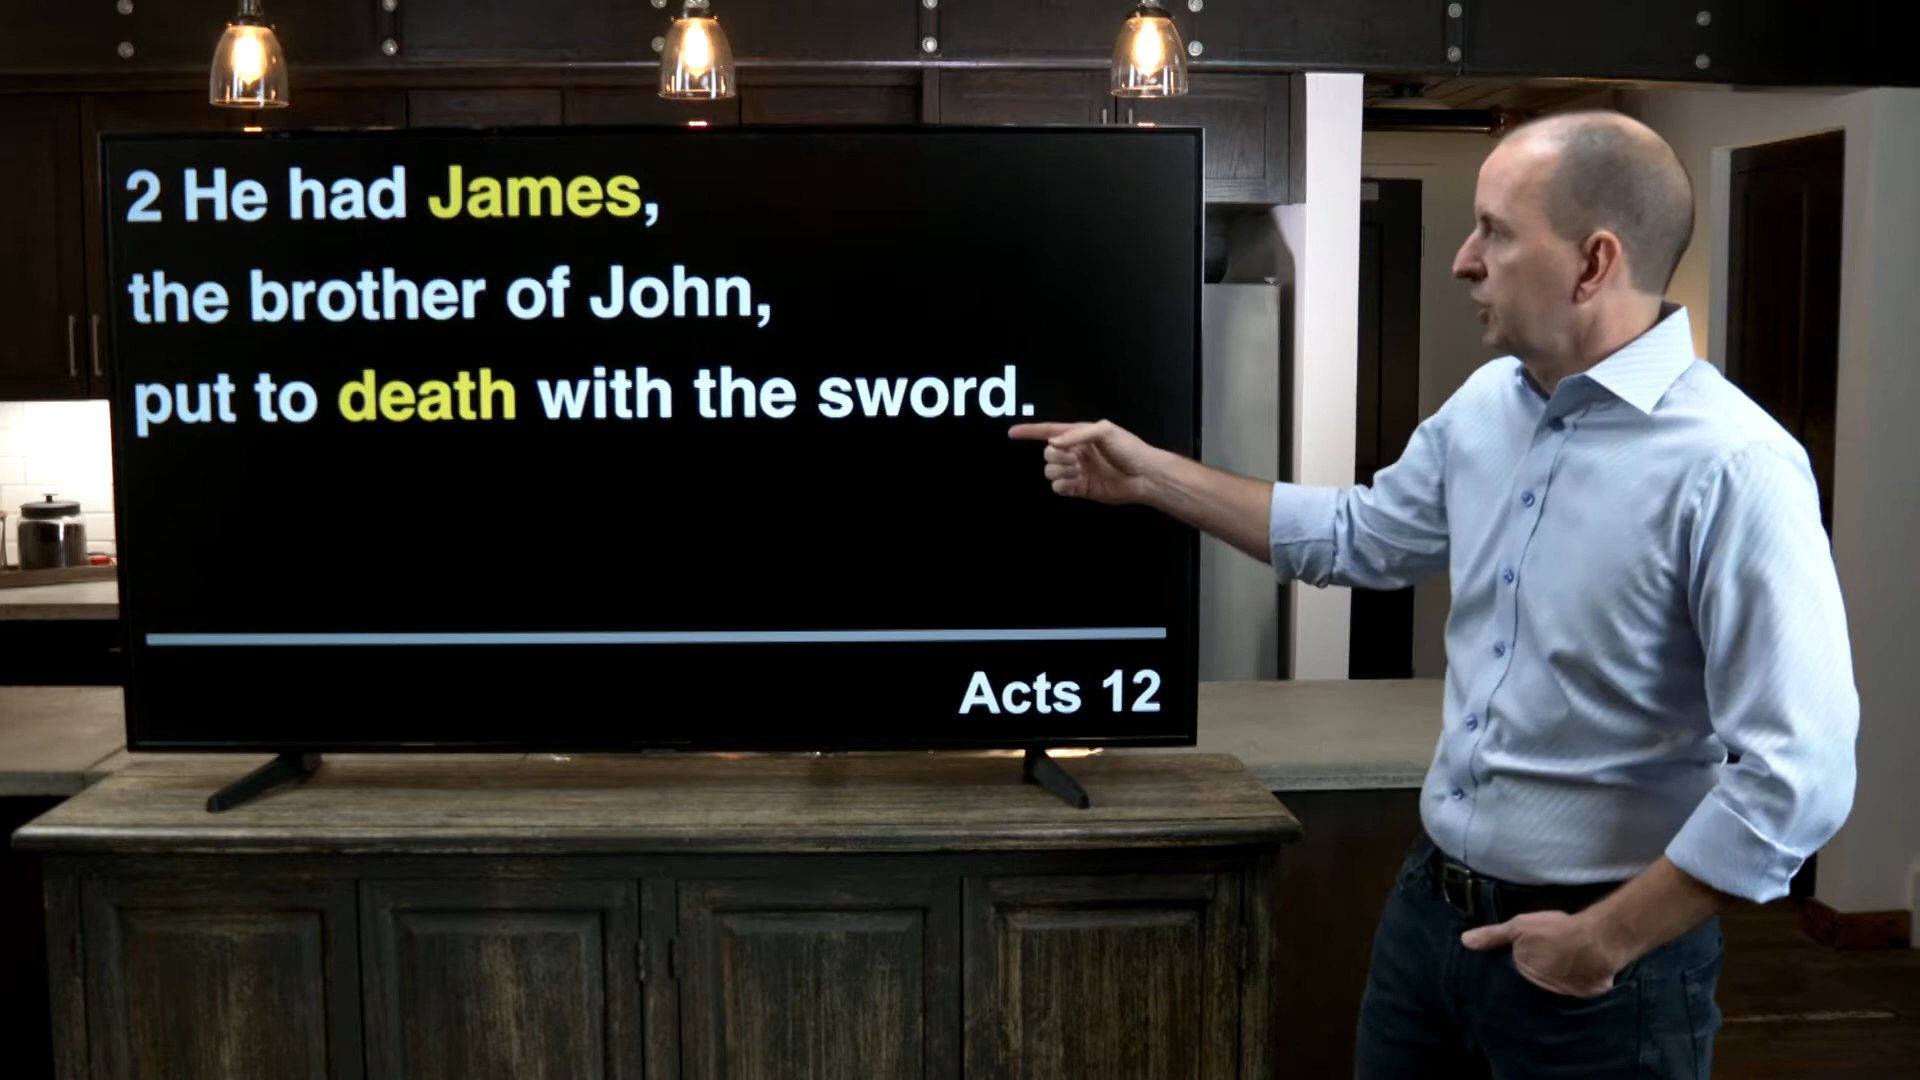 2 He had James,
the brother of John,
put to death with the sword.
Acts 12